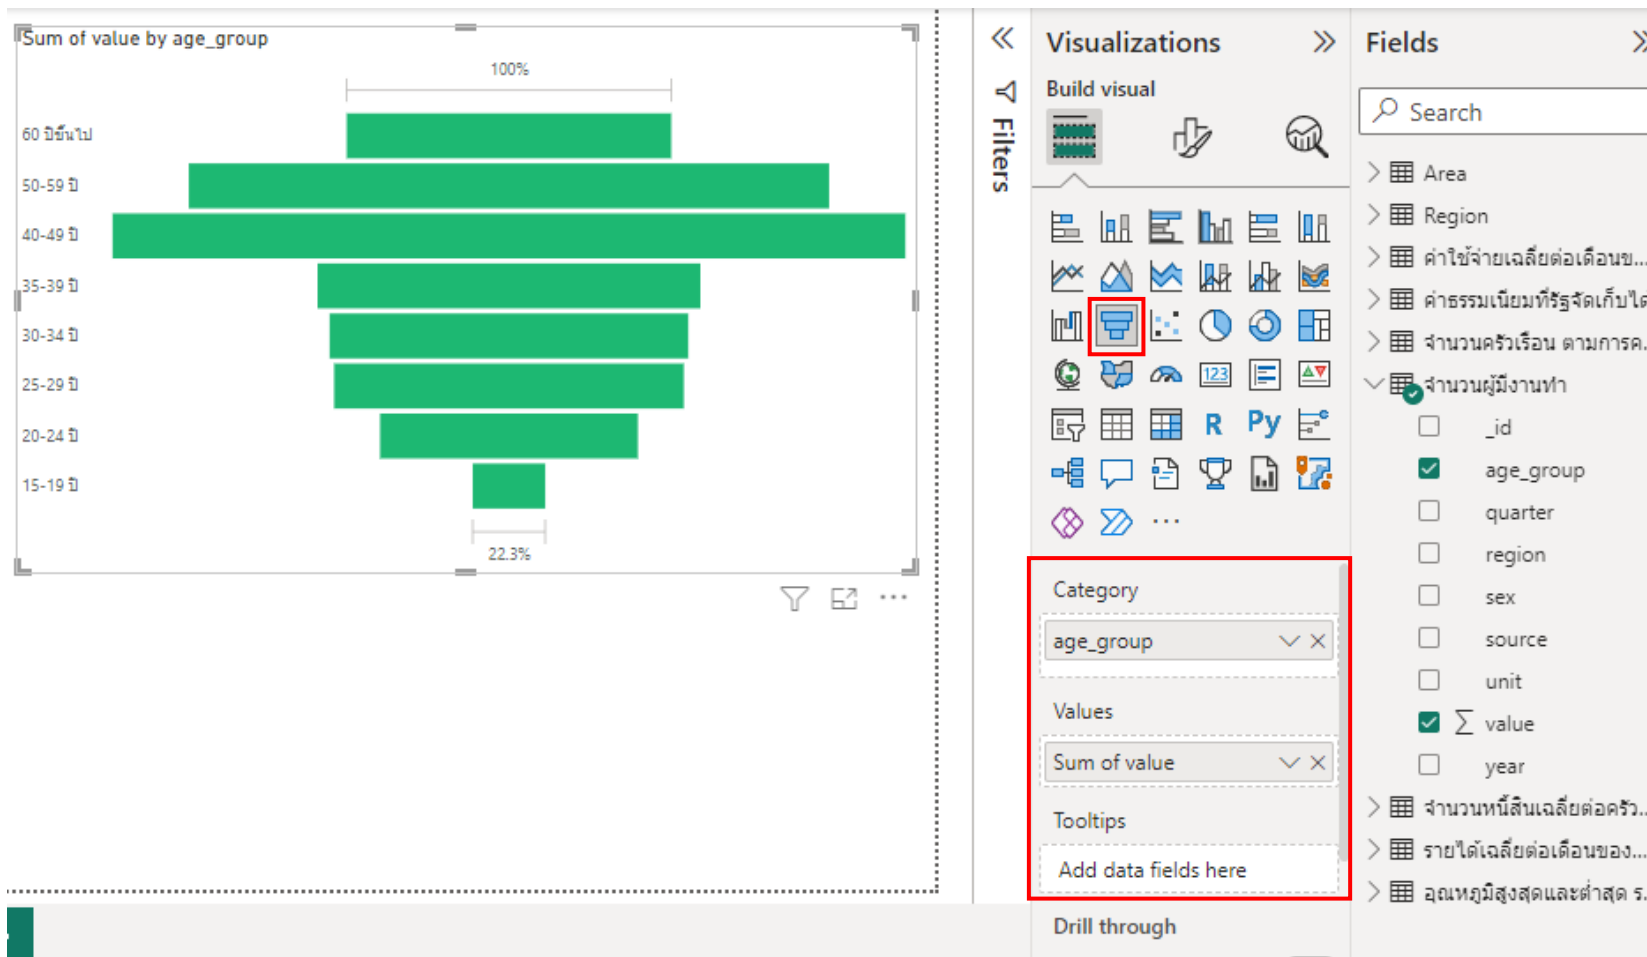 Sum of value by age_group
100%
60 ปีขึ้นไป
50-59 ปี
40-49 ปี
35-39 ปี
30-34 ปี
25-29 ปี
20-24 ปี
15-19 ปี
22.3%
Filters
Visualizations
Build visual
123
R
Py
Category
age_group
Values
Sum of value
Tooltips
Add data fields here
Drill through
Fields
Search
Area
Region
ค่าใช้จ่ายเฉลี่ยต่อเดือนข...
ค่าธรรมเนียมที่รัฐจัดเก็บได้
จำนวนครัวเรือน ตามการค.
จำนวนผู้มีงานทำ
_id
age_group
quarter
region
sex
source
unit
value
year
จำนวนหนี้สินเฉลี่ยต่อครัว..
รายได้เฉลี่ยต่อเดือนของ...
อุณหภูมิสูงสุดและต่ำสุด ร.